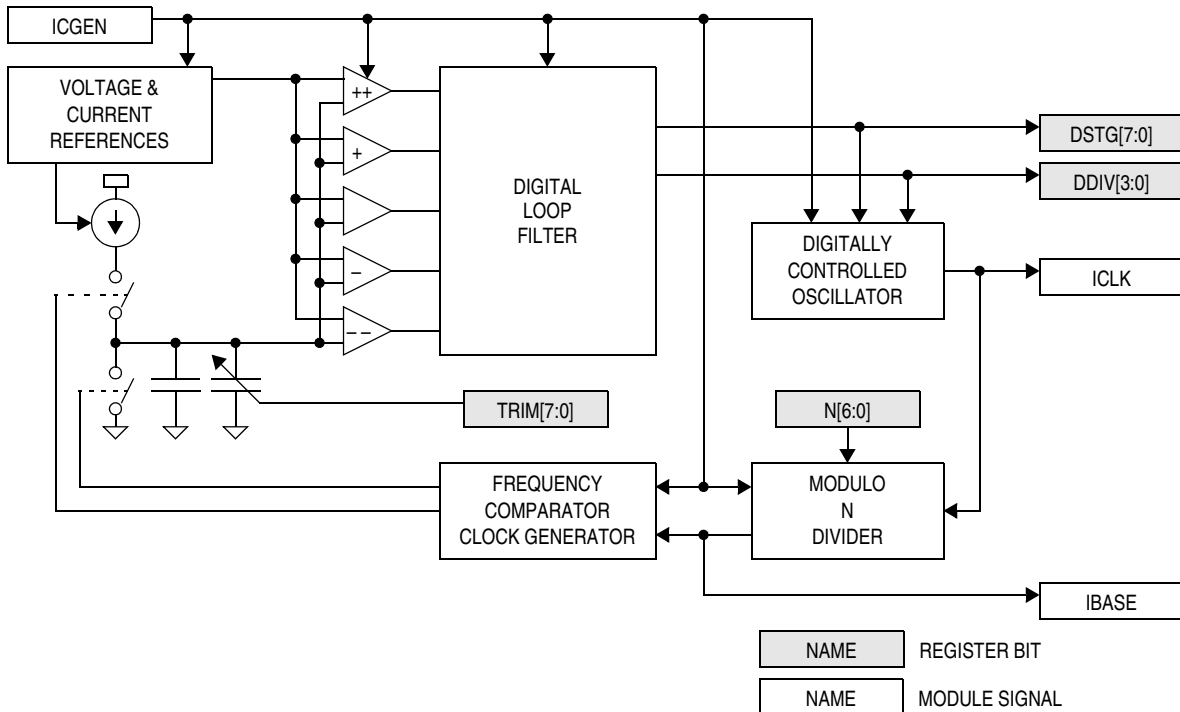 ICGEN
VOLTAGE &
CURRENT
REFERENCES
++
+
–
– –
DIGITAL
LOOP
FILTER
DSTG[7:0]
DDIV[3:0]
DIGITALLY
CONTROLLED
OSCILLATOR
ICLK
TRIM[7:0]
N[6:0]
FREQUENCY
COMPARATOR
CLOCK GENERATOR
MODULO
N
DIVIDER
IBASE
NAME REGISTER BIT
NAME MODULE SIGNAL